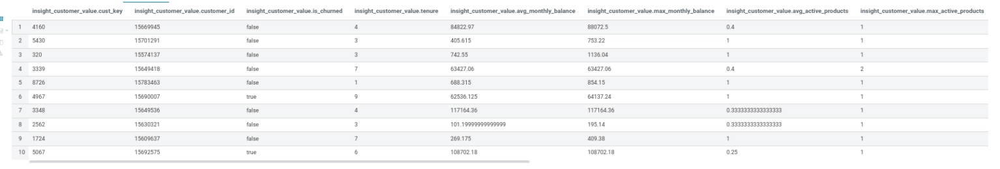 insight_customer_value.cust_key insight_customer_value.customer_id insight_customer_value.is_churned insight_customer_value.tenure insight_customer_value.avg_monthly_balance insight_customer_value.max_monthly_balance insight_customer_value.avg_active_products insight_customer_value.max_active_products
1 4160 15669945 false 4 84822.97 88072.5 0.4 1
2 5430 15701291 false 3 405.615 753.22 1 1
3 320 15574137 false 3 742.55 1136.04 1 1
4 3339 15649418 false 7 63427.06 63427.06 0.4 2
5 8726 15783463 false 1 688.315 854.15 1 1
6 4967 15690007 true 9 62536.125 64137.24 1 1
7 3348 15649536 false 4 117164.36 117164.36 0.3333333333333333 1
8 2562 15630321 false 3 101.19999999999999 195.14 0.3333333333333333 1
9 1724 15609637 false 7 269.175 409.38 1 1
10 5067 15692575 true 6 108702.18 108702.18 0.25 1